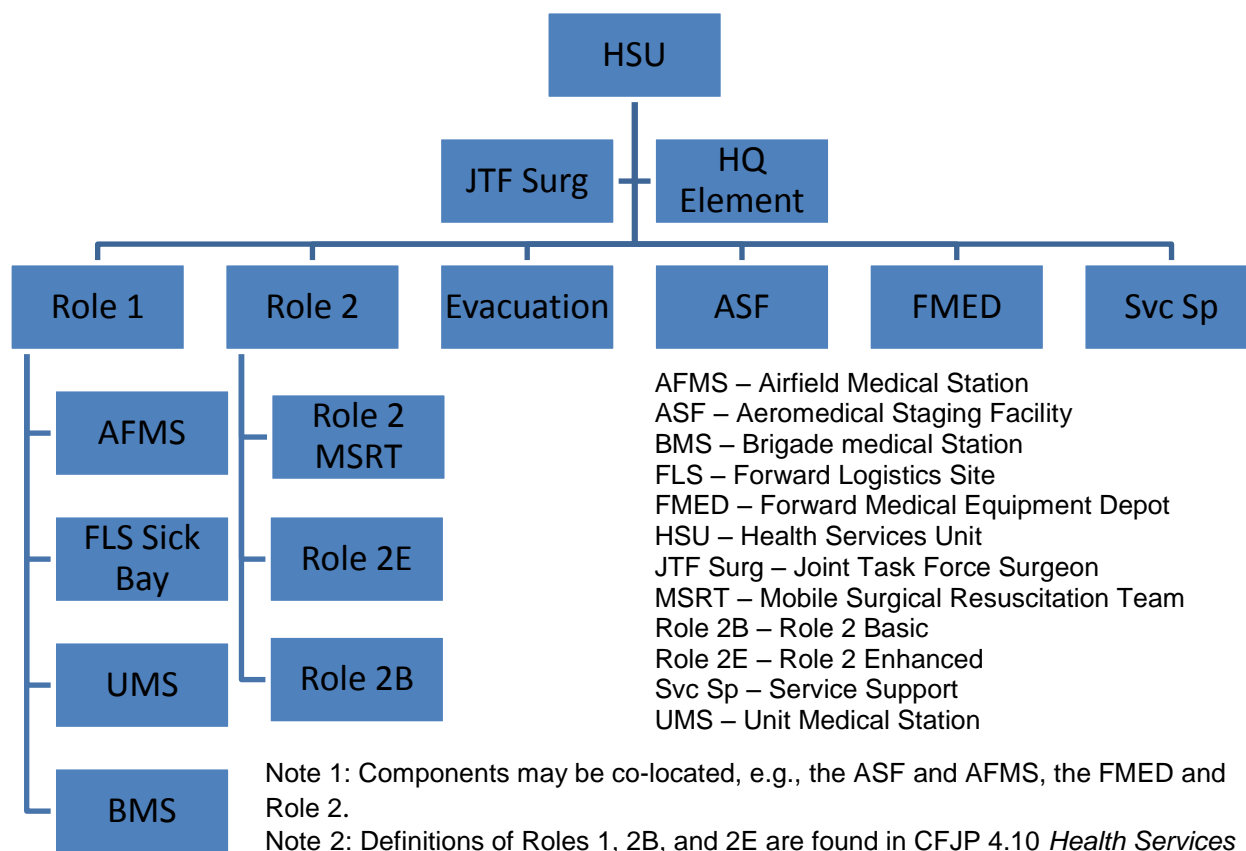 HSU
JTF Surg
HQ
Element
Role 1
Role 2
Evacuation
ASF
FMED
Svc Sp
AFMS
FLS Sick
Bay
UMS
BMS
Role 2
MSRT
Role 2E
Role 2B
AFMS – Airfield Medical Station
ASF – Aeromedical Staging Facility
BMS – Brigade medical Station
FLS – Forward Logistics Site
FMED – Forward Medical Equipment Depot
HSU – Health Services Unit
JTF Surg – Joint Task Force Surgeon
MSRT – Mobile Surgical Resuscitation Team
Role 2B – Role 2 Basic
Role 2E – Role 2 Enhanced
Svc Sp – Service Support
UMS – Unit Medical Station
Note 1: Components may be co-located, e.g., the ASF and AFMS, the FMED and
Role 2.
Note 2: Definitions of Roles 1, 2B, and 2E are found in CFJP 4.10 Health Services